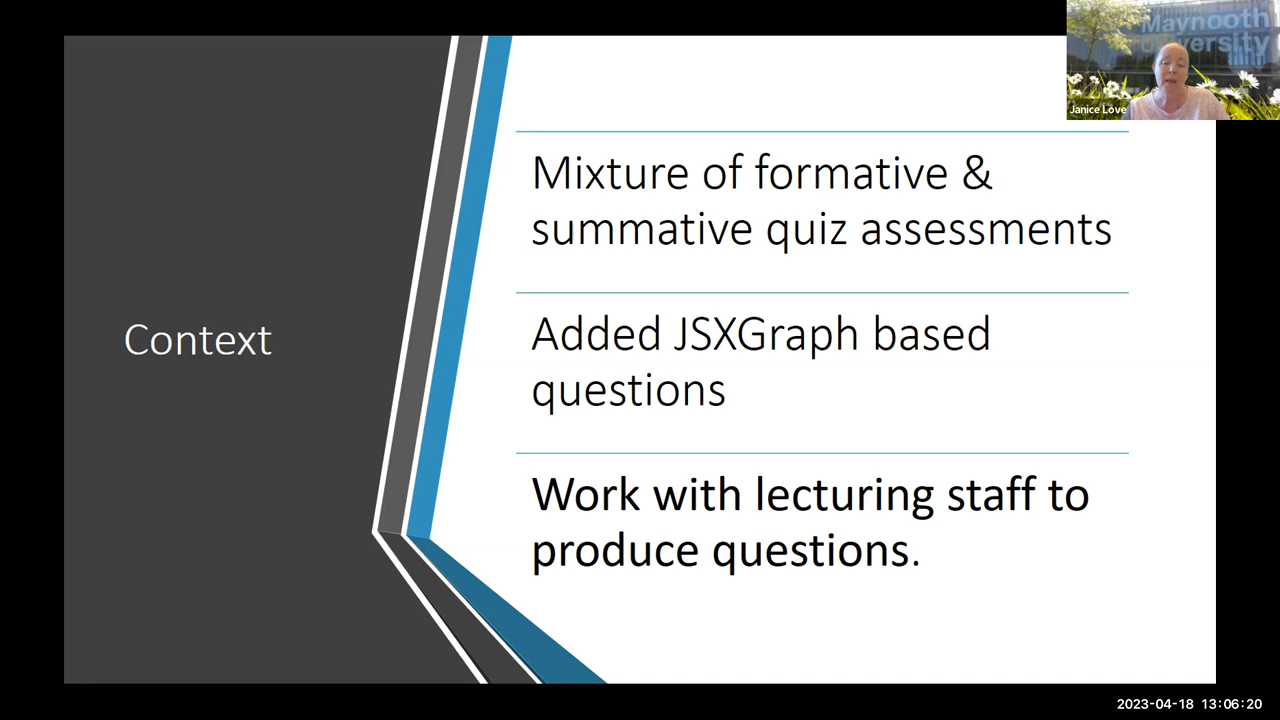 Maynooth
University
Janice Love
Context
Mixture of formative &
summative quiz assessments
Added JSXGraph based
questions
Work with lecturing staff to
produce questions.
2023-04-18 13:06:20